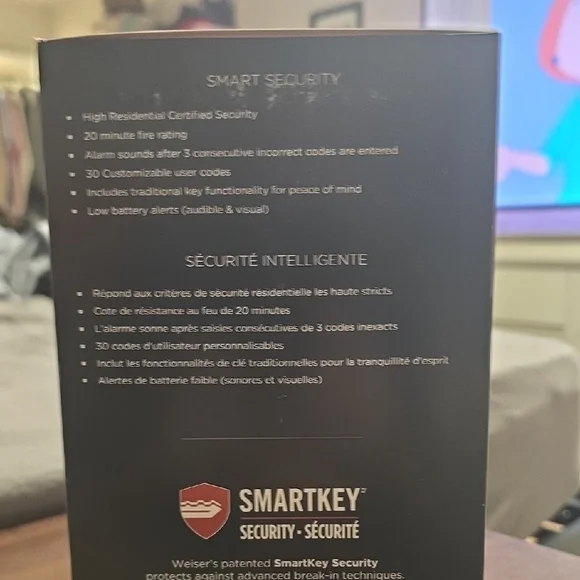 SMART SECURITY
▪ High Residential Certified Security
▪ 20 minute fire rating
▪ Alarm sounds after 3 consecutive incorrect codes are entered
▪ 30 Customizable user codes
▪ Includes traditional key functionality for peace of mind
▪ Low battery alerts (audible & visual)
SÉCURITÉ INTELLIGENTE
▪ Répond aux critères de sécurité résidentielle les haute stricts
▪ Cote de résistance au feu de 20 minutes
▪ L'alarme sonne après saisies consécutives de 3 codes inexacts
▪ 30 codes d'utilisateur personnalisables
▪ Inclut les fonctionnalités de clé traditionnelles pour la tranquillité d'esprit
▪ Alertes de batterie faible (sonores et visuelles)
SMARTKEY™
SECURITY • SÉCURITÉ
Weiser's patented SmartKey Security
protects against advanced break-in techniques.